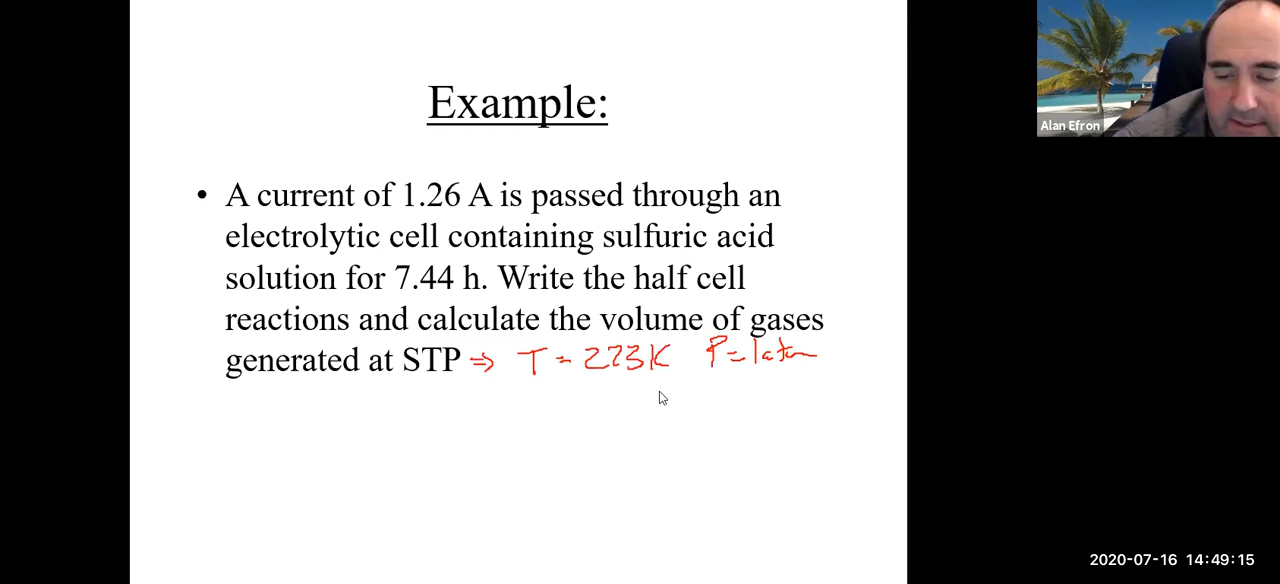 Example:
• A current of 1.26 A is passed through an
electrolytic cell containing sulfuric acid
solution for 7.44 h. Write the half cell
reactions and calculate the volume of gases
generated at STP ⇒ T = 273K P = 1atm
Alan Efron
2020-07-16 14:49:15